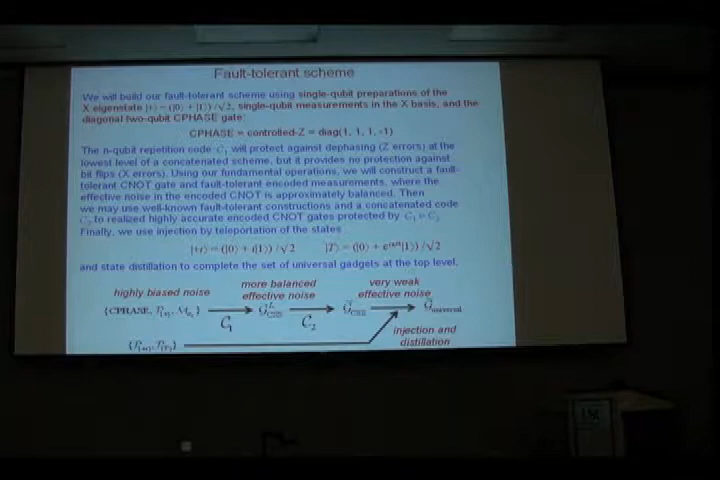 Fault-tolerant scheme
We will build our fault-tolerant scheme using single-qubit preparations of the
X eigenstate |+⟩ = (|0⟩ + |1⟩)/√2, single-qubit measurements in the X basis, and the
diagonal two-qubit CPHASE gate:
CPHASE = controlled-Z = diag(1, 1, 1, -1)
The n-qubit repetition code C₁ will protect against dephasing (Z errors) at the
lowest level of a concatenated scheme, but it provides no protection against
bit flips (X errors). Using our fundamental operations, we will construct a fault-
tolerant CNOT gate and fault-tolerant encoded measurements, where the
effective noise in the encoded CNOT is approximately balanced. Then
we may use well-known fault-tolerant constructions and a concatenated code
C₂ to realized highly accurate encoded CNOT gates protected by
Finally, we use injection by teleportation of the states
|+i⟩ = (|0⟩ + i|1⟩)/√2 |T⟩ = (|0⟩ + |1⟩)/√2
and state distillation to complete the set of universal gadgets at the top level.
highly biased noise
more balanced
effective noise
very weak
effective noise
{CPHASE,
C₁
C₂
universal
injection and
distillation